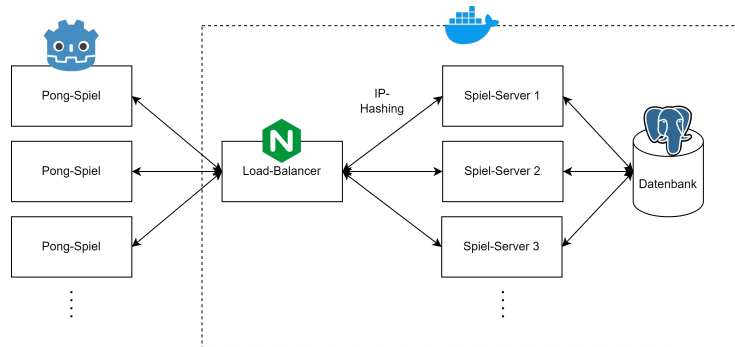 Pong-Spiel
Pong-Spiel
Pong-Spiel
N
Load-Balancer
IP-
Hashing
Spiel-Server 1
Spiel-Server 2
Spiel-Server 3
Datenbank